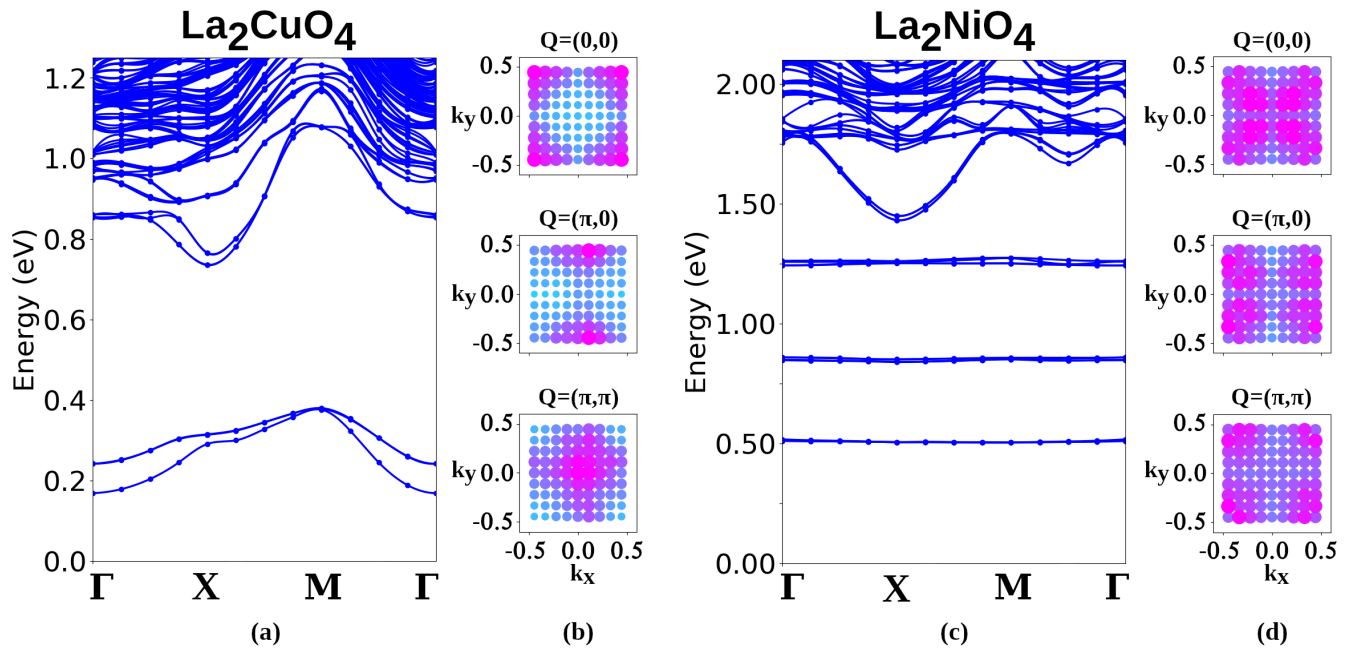 La2CuO4
La2NiO4
Energy (eV)
1.2
1.0
0.8
0.6
0.4
0.2
0.0
Γ X M Γ
(a)
Q=(0,0)
ky
0.5
0.0
-0.5
Q=(π,0)
ky
0.5
0.0
-0.5
Q=(π,π)
ky
0.5
0.0
-0.5
-0.5 0.0 0.5
kx
(b)
Energy (eV)
2.00
1.50
1.00
0.50
0.00
Γ X M Γ
(c)
Q=(0,0)
ky
0.5
0.0
-0.5
Q=(π,0)
ky
0.5
0.0
-0.5
Q=(π,π)
ky
0.5
0.0
-0.5
-0.5 0.0 0.5
kx
(d)